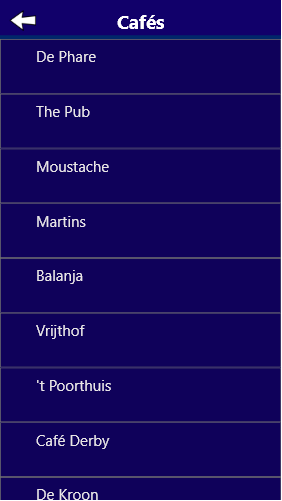 Cafés
De Phare
The Pub
Moustache
Martins
Balanja
Vrijthof
't Poorthuis
Café Derby
De Kroon